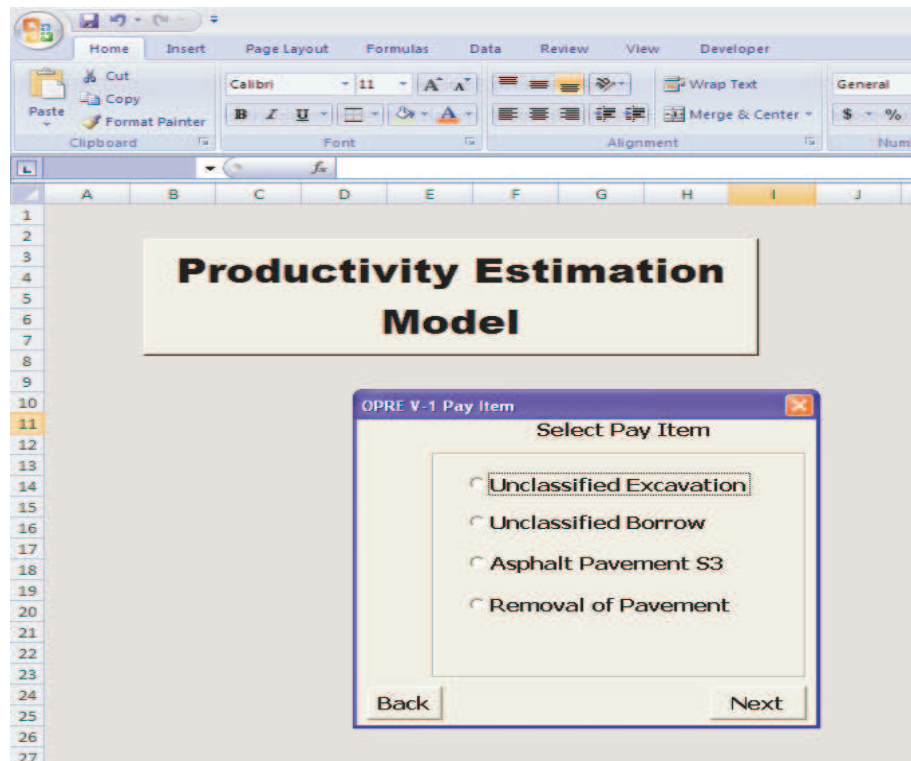 Home Insert Page Layout Formulas Data Review View Developer
Cut
Copy
Format Painter
Paste
Calibri 11 A A
B I U A
Wrap Text
Merge & Center
General
$ %
Clipboard Font Alignment Num
L fx
A B C D E F G H I J
1
2
3
4
5
6
7
8
9
10
11
12
13
14
15
16
17
18
19
20
21
22
23
24
25
26
27
Productivity Estimation
Model
OPRE V-1 Pay Item
Select Pay Item
Unclassified Excavation
Unclassified Borrow
Asphalt Pavement S3
Removal of Pavement
Back Next